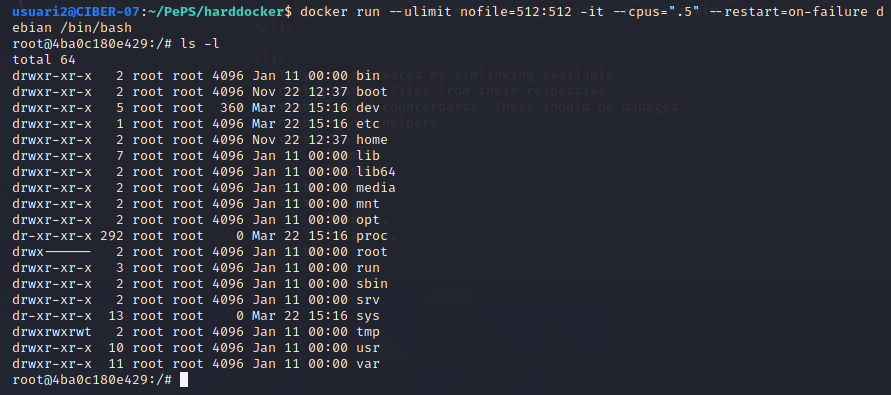 usuari2@CIBER-07:~/PePS/harddocker$ docker run --ulimit nofile=512:512 -it --cpus=".5" --restart=on-failure d
ebian /bin/bash
root@4ba0c180e429:/# ls -l
total 64
drwxr-xr-x   2 root root 4096 Jan 11 00:00 bin
drwxr-xr-x   2 root root 4096 Nov 22 12:37 boot
drwxr-xr-x   5 root root  360 Mar 22 15:16 dev
drwxr-xr-x   1 root root 4096 Mar 22 15:16 etc
drwxr-xr-x   2 root root 4096 Nov 22 12:37 home
drwxr-xr-x   7 root root 4096 Jan 11 00:00 lib
drwxr-xr-x   2 root root 4096 Jan 11 00:00 lib64
drwxr-xr-x   2 root root 4096 Jan 11 00:00 media
drwxr-xr-x   2 root root 4096 Jan 11 00:00 mnt
drwxr-xr-x   2 root root 4096 Jan 11 00:00 opt
dr-xr-xr-x 292 root root    0 Mar 22 15:16 proc
drwx------   2 root root 4096 Jan 11 00:00 root
drwxr-xr-x   3 root root 4096 Jan 11 00:00 run
drwxr-xr-x   2 root root 4096 Jan 11 00:00 sbin
drwxr-xr-x   2 root root 4096 Jan 11 00:00 srv
dr-xr-xr-x  13 root root    0 Mar 22 15:16 sys
drwxrwxrwt   2 root root 4096 Jan 11 00:00 tmp
drwxr-xr-x  10 root root 4096 Jan 11 00:00 usr
drwxr-xr-x  11 root root 4096 Jan 11 00:00 var
root@4ba0c180e429:/#